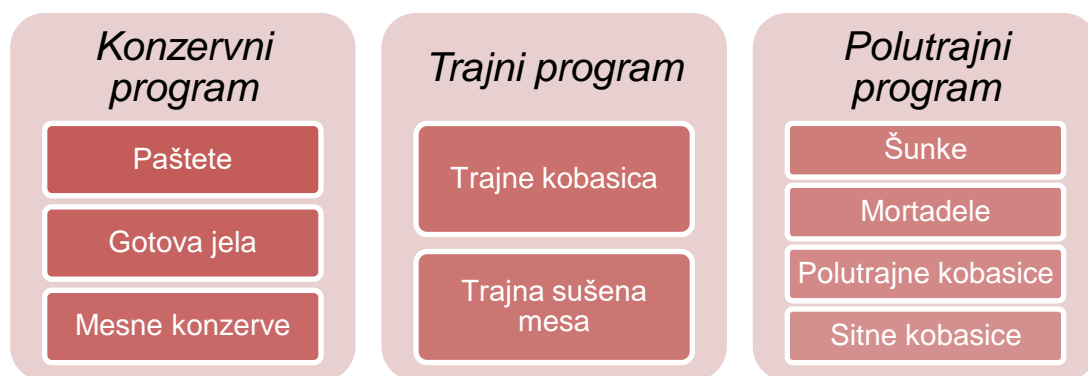 Konzervni
program
Paštete
Gotova jela
Mesne konzerve
Trajni program
Trajne kobasica
Trajna sušena
mesa
Polutrajni
program
Šunke
Mortadele
Polutrajne kobasice
Sitne kobasice